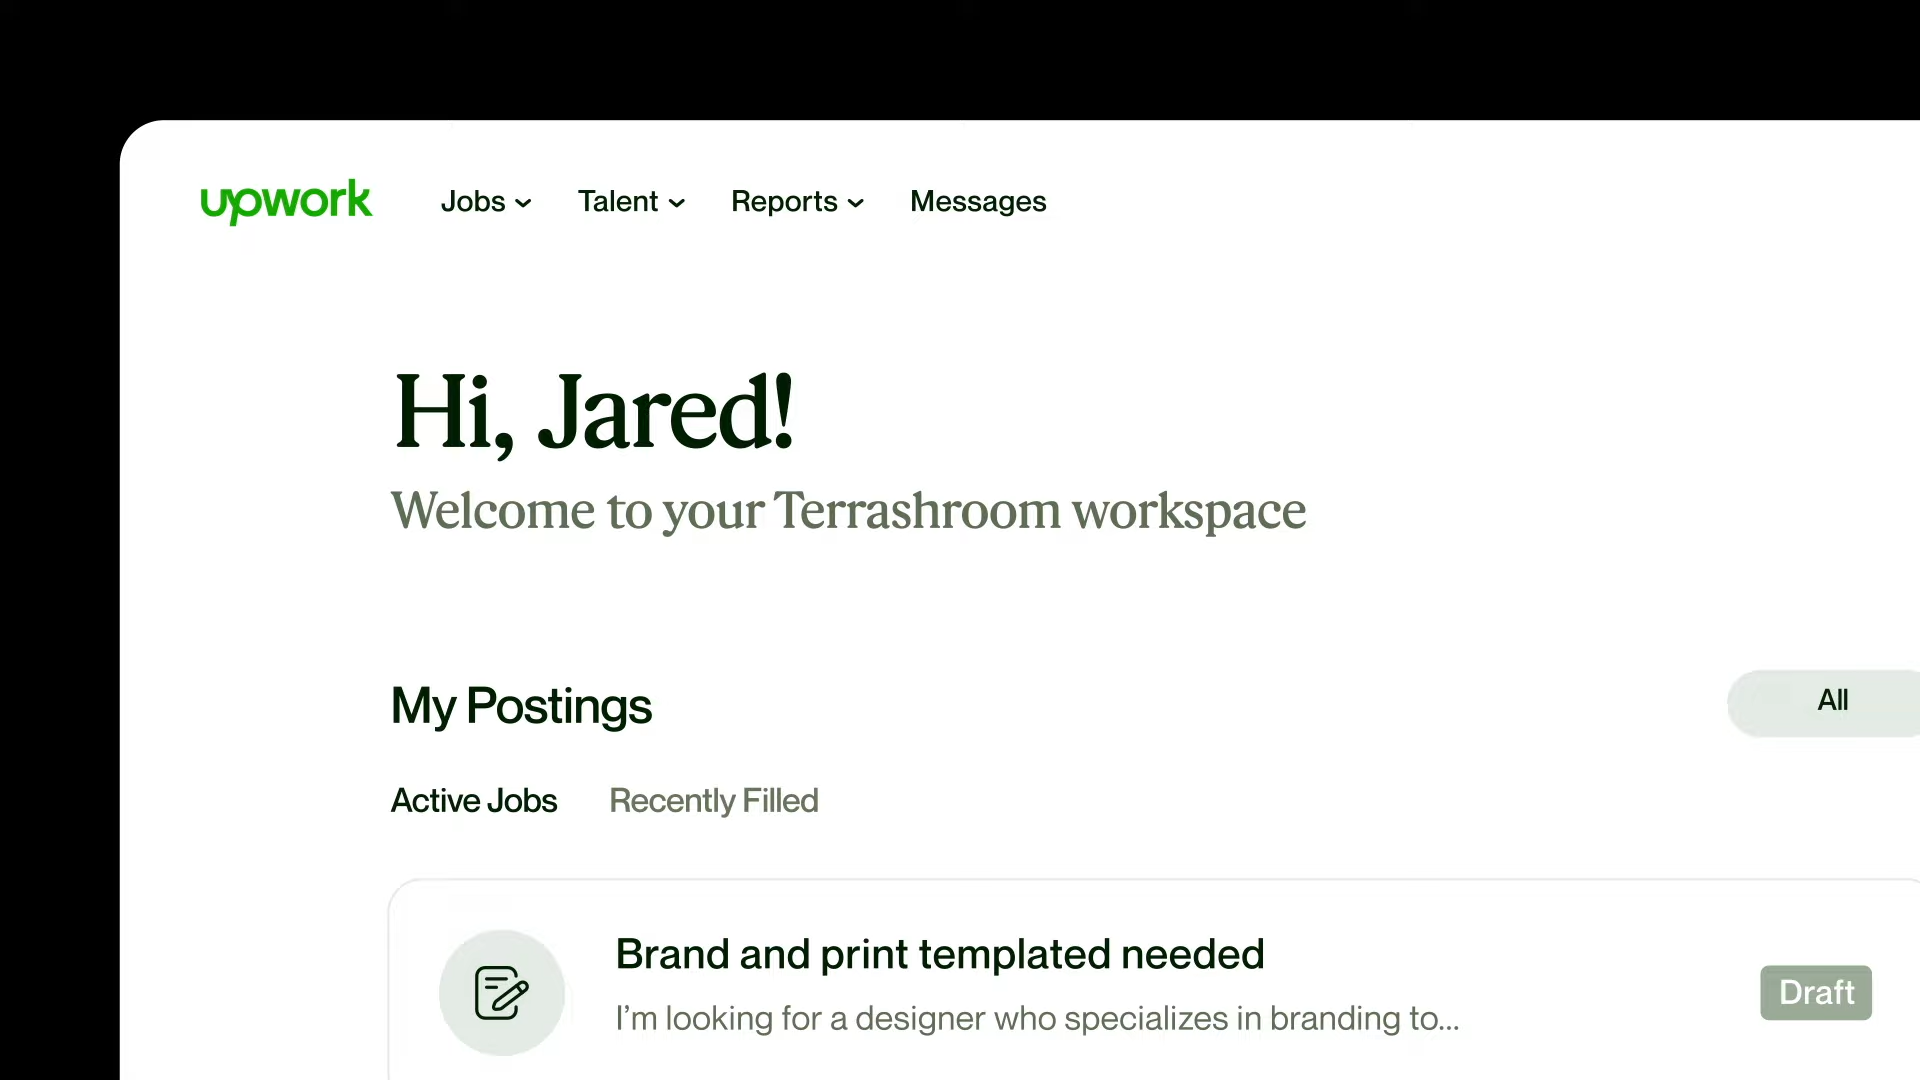 upwork Jobs Talent Reports Messages
Hi, Jared!
Welcome to your Terrashroom workspace
My Postings All
Active Jobs Recently Filled
Brand and print templated needed
I’m looking for a designer who specializes in branding to...
Draft